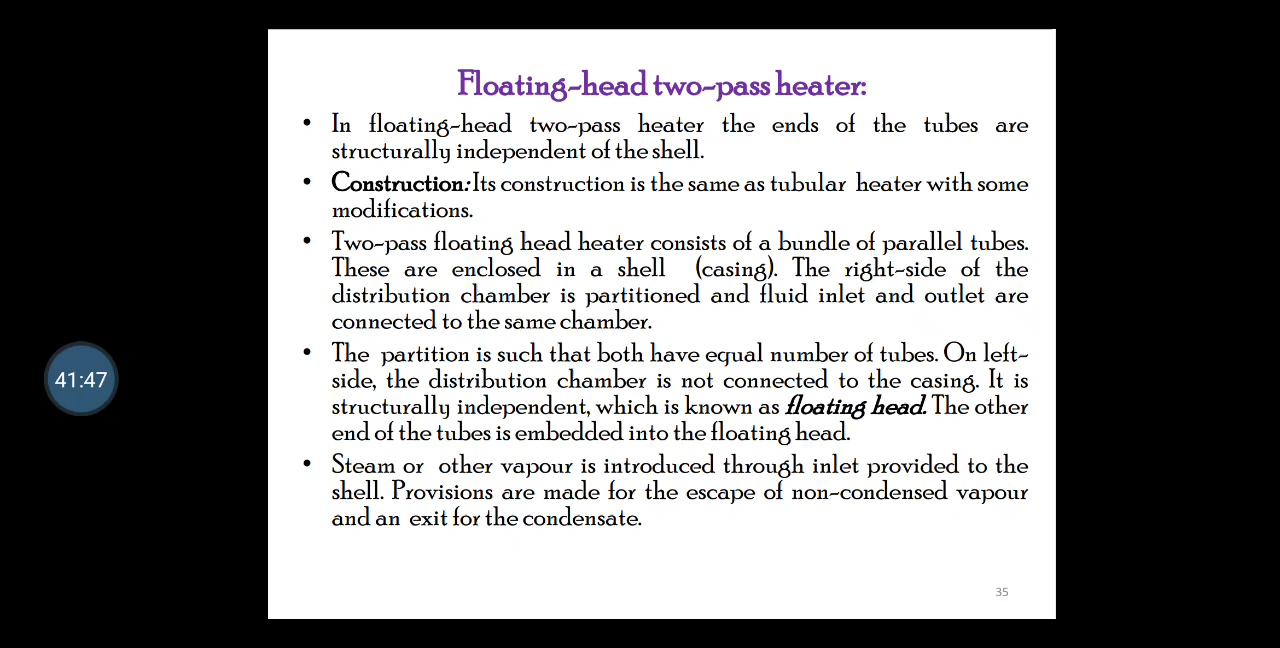 Floating-head two-pass heater:
• In floating-head two-pass heater the ends of the tubes are
structurally independent of the shell.
• Construction: Its construction is the same as tubular heater with some
modifications.
• Two-pass floating head heater consists of a bundle of parallel tubes.
These are enclosed in a shell (casing). The right-side of the
distribution chamber is partitioned and fluid inlet and outlet are
connected to the same chamber.
• The partition is such that both have equal number of tubes. On left-
side, the distribution chamber is not connected to the casing. It is
structurally independent, which is known as floating head. The other
end of the tubes is embedded into the floating head.
• Steam or other vapour is introduced through inlet provided to the
shell. Provisions are made for the escape of non-condensed vapour
and an exit for the condensate.
41:47
35